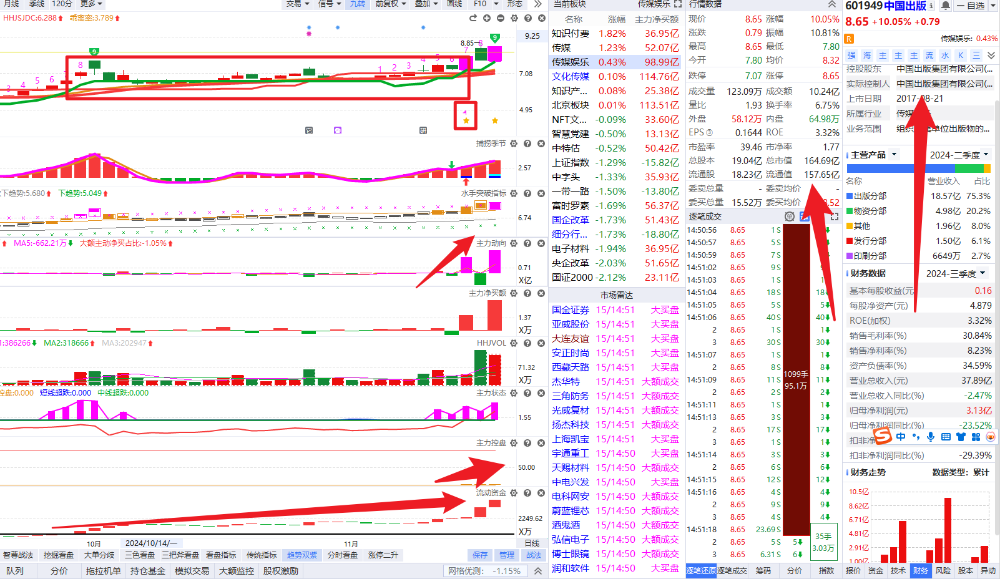 月线 季线 120分 更多 交易 信号 九转 前复权 叠加 画线 F10 形态
HHJSJDC:6.288 乖离率:3.789
9.25
8.85
7.08
4.95
捕捞季节
2.57
下趋势:5.680 下趋势:5.049 水手突破指标
6.74
MA5:-662.21万 大额主动净买占比:-1.05% 主力动向
0.71
X亿
主力净买额
1.37
X万
1:386266 MA2:318666 MA3:202947 HHJVOL
71.32
X万
控盘:0.000 短线超跌:0.000 中线超跌:0.000 主力状态
1.55
主力控盘
50.00
流动资金
2249.62
X万
10月 2024/10/14/一 11月 日线
智尊战法 挖掘看盘 大单分歧 三色看盘 三把斧看盘 看盘指标 传统指标 趋势双紫 分时看盘 涨停二升 保存 管理 战法
队列 分价 拖拉机单 持仓基金 模拟交易 大额监控 股权激励 网格优测: -1.15%
当前板块 传媒娱乐
名称 涨幅 主力净买额
知识付费 1.82% 36.95亿
传媒 1.23% 52.07亿
传媒娱乐 0.43% 98.99亿
文化传媒 0.10% 114.76亿
知识产... 0.08% 25.38亿
北京板块 0.01% 113.51亿
NFT文... -0.09% 33.60亿
智慧党建 -0.50% 13.13亿
中特估 -0.52% 50.42亿
上证指数 -1.29% -15.82亿
中字头 -1.33% 35.93亿
一带一路 -1.50% -13.80亿
富时罗素 -1.69% 56.37亿
国企改革 -1.73% 51.43亿
细分行... -1.73% -18.80亿
电子材料 -1.94% 36.95亿
央企改革 -2.03% 51.65亿
国证2000 -2.12% 23.11亿
市场雷达
国金证券 15/14:51 大买盘
亚威股份 15/14:51 大买盘
大连友谊 15/14:51 大买盘
安正时尚 15/14:51 大买盘
西藏天路 15/14:51 大买盘
杰华特 15/14:51 大额成交
三角防务 15/14:51 大额成交
光威复材 15/14:51 大额成交
扬杰科技 15/14:51 大额成交
上海凯宝 15/14:51 大额成交
宇通重工 15/14:50 大买盘
天赐材料 15/14:50 大额成交
中电兴发 15/14:50 大买盘
电科网安 15/14:50 大额成交
蔚蓝锂芯 15/14:50 大额成交
酒鬼酒 15/14:50 大额成交
弘信电子 15/14:50 大额成交
博士眼镜 15/14:50 大额成交
润和软件 15/14:50 大买盘
行情数据
现价 8.65 涨幅 10.05%
涨跌 0.79 振幅 10.81%
最高 8.65 最低 7.80
今开 7.80 均价 8.32
跌停 7.07 涨停 8.65
成交量 123.09万 成交额 10.24亿
量比 1.93 换手率 6.75%
外盘 58.12万 内盘 64.98万
EPS③ 0.1644 ROE 3.32%
市盈率 39.46 市净率 1.77
总股本 19.04亿 总市值 164.69亿
流通股 18.23亿 流通值 157.65亿
委卖总量 - 委卖均价 -
委买总量 15.52万 委买均价 8.52
逐笔成交
14:50:56 8.65 1 S
14:50:57 8.65 5 S
14:50:59 8.65 7 S
14:51:02 8.65 9 S
14:51:03 8.65 1 S
14:51:04 8.65 18 S 18
14:51:05 8.65 5 S 5
14:51:06 8.65 40 S 40
2 8.65 1 S 1
3 8.65 30 S 30
14:51:07 8.65 1 S 1
2 8.65 8 S 8
14:51:09 8.65 11 S 11
2 8.65 2 S 2
14:51:11 8.65 1 S 1
14:51:13 8.65 3 S 3
2 8.65 17 S 17
3 8.65 1 S 1
14:51:14 8.65 3 S 3
2 8.65 6 S 6
14:51:15 8.65 12 S 12
14:51:16 8.65 4 S 4
2 8.65 9 S 9
3 8.65 4 S 4
14:51:18 8.65 23.69 S
2 8.65 5 S 5
3 8.65 6.31 S 6
1099手
95.1万
35手
3.03万
逐笔还原 逐笔成交 筹码 分价 指数
601949 中国出版 自选
8.65 +10.05% +0.79
R 传媒娱乐: 0.43%
强 海 主 主 主 流 水 K 三
控股股东 中国出版集团有限公司(...
实际控制人 中国出版集团有限公司(...
上市日期 2017-08-21
所属行业 传媒
业务范围 组织 单位出版物的...
主营产品 2024-二季度
名称 营业收入 占比
出版分部 18.57亿 75.3%
物资分部 4.98亿 20.2%
其他 1.96亿 8.0%
发行分部 1.50亿 6.1%
印刷分部 6649万 2.7%
财务数据 2024-三季度
基本每股收益(元) 0.16
每股净资产(元) 4.879
ROE(加权) 3.32%
销售毛利率(%) 30.84%
销售净利率(%) 8.23%
资产负债率(%) 34.59%
营业总收入(元) 37.89亿
营业总收入同比(%) -2.47%
归母净利润(元) 3.13亿
归母净利润同比(%) -23.52%
扣非净 中
扣非净利润同比(%) -29.39%
财务走势 数据类型: 累计
10.5亿
8.62亿
6.71亿
4.81亿
2.91亿
1.00亿
报价 资金 技术 财务 风险 股本 异动